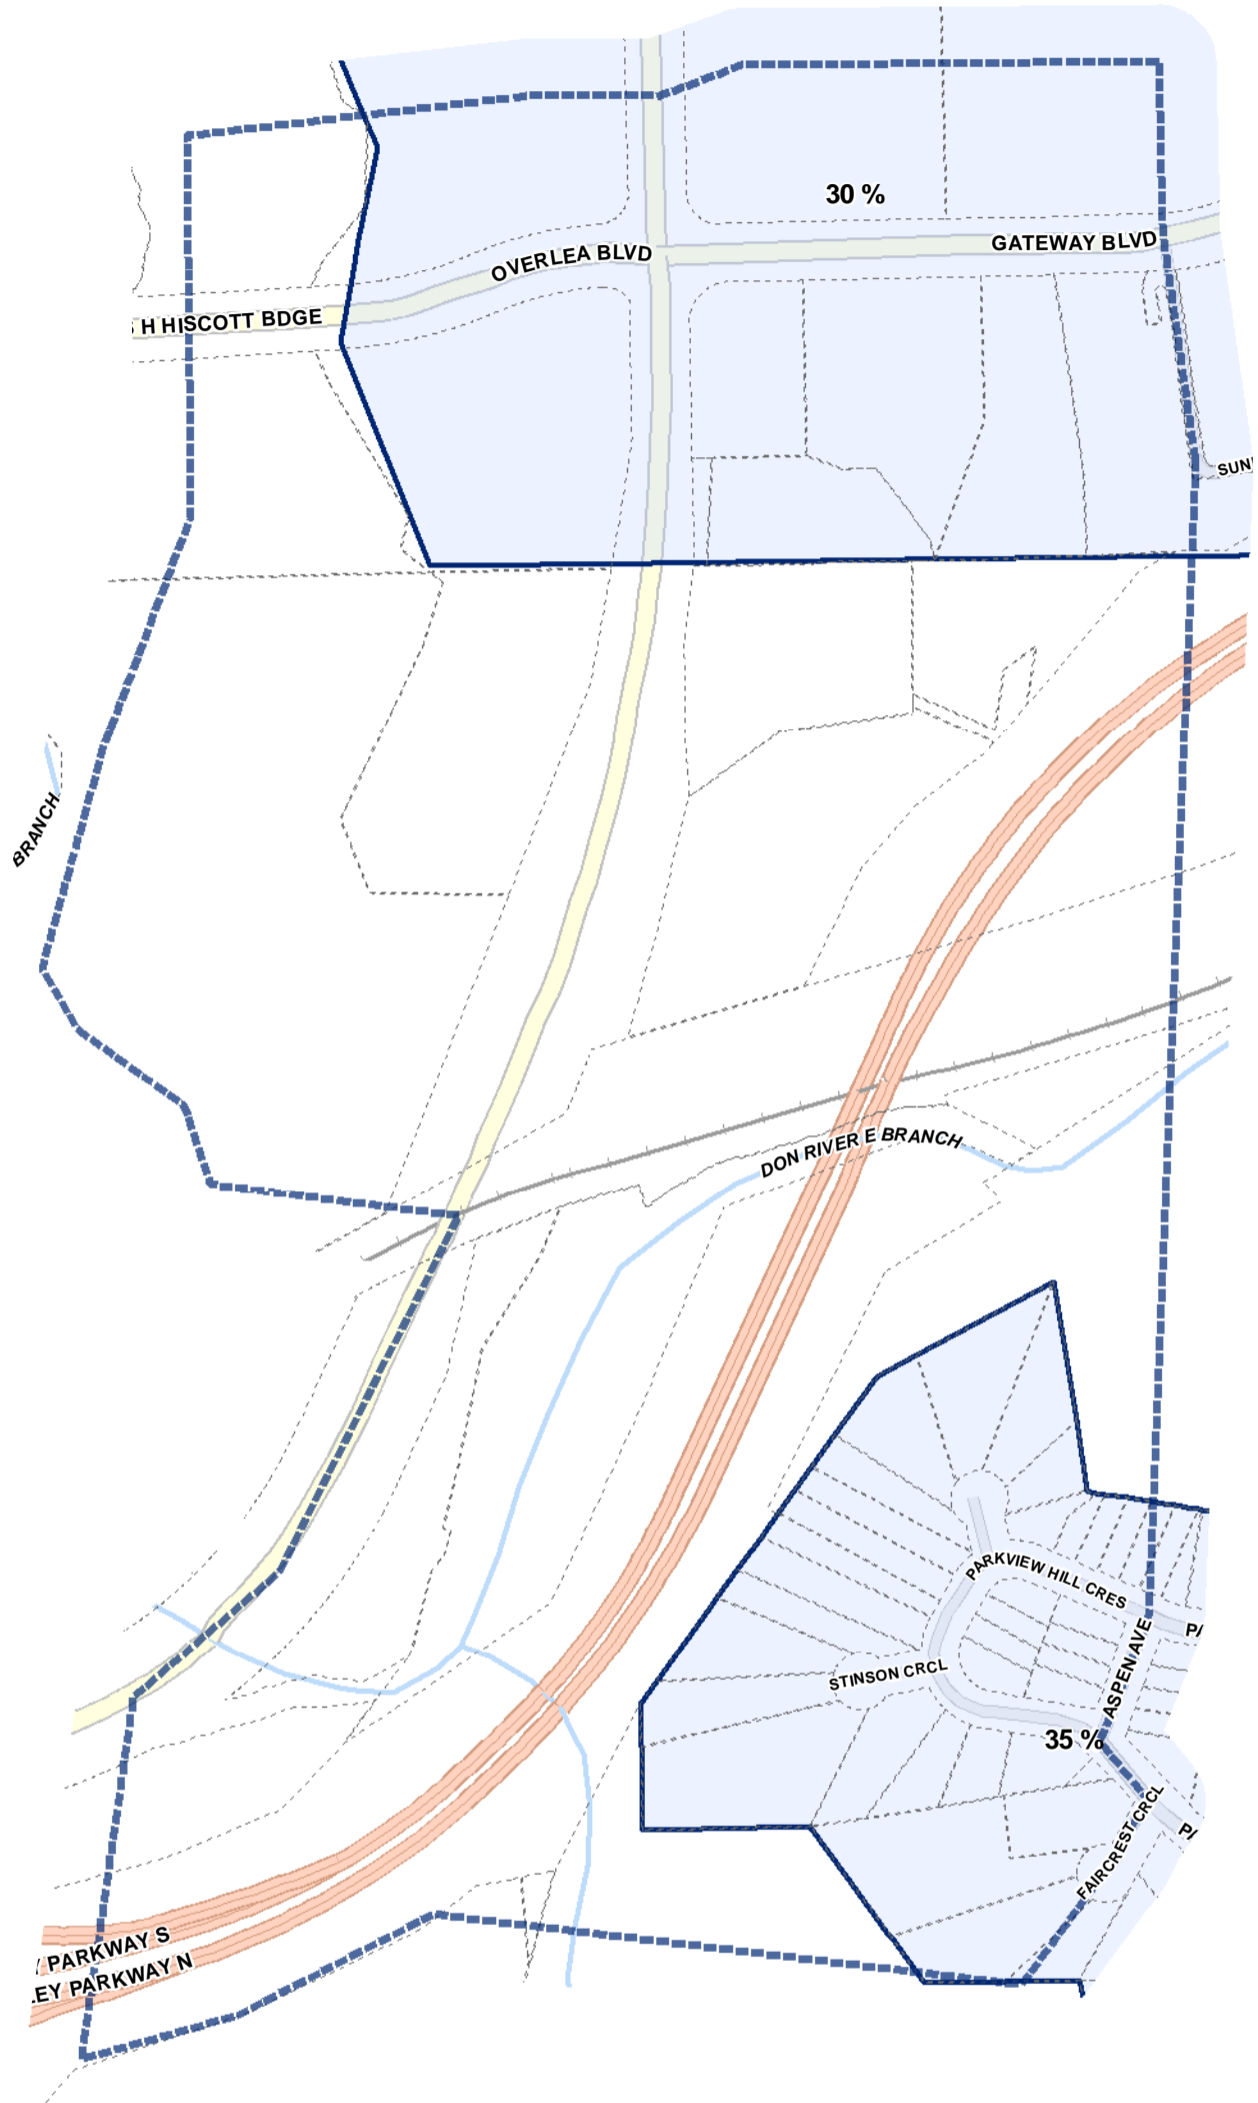 30 %
GATEWAY BLVD
OVERLEA BLVD
H HISCOTT BDGE
SUN
BRANCH
DON RIVER E BRANCH
PARKVIEW HILL CRES
P/
ASPEN AVE
STINSON CRCL
35 %
FAIRCREST CRCL
P/
Y PARKWAY S
LEY PARKWAY N